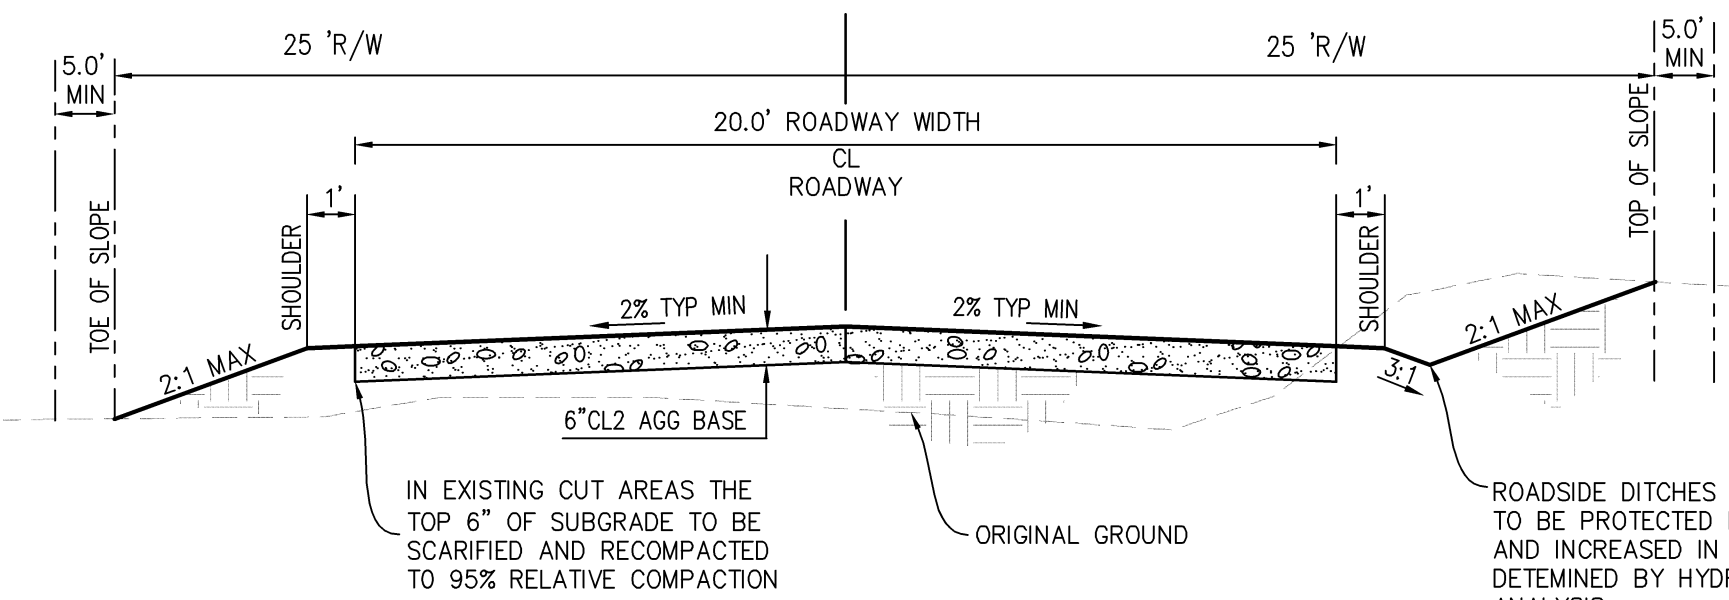 25 'R/W
25 'R/W
5.0'
MIN
5.0'
MIN
20.0' ROADWAY WIDTH
CL
ROADWAY
1'
1'
TOE OF SLOPE
SHOULDER
SHOULDER
TOP OF SLOPE
2% TYP MIN
2% TYP MIN
2:1 MAX
2:1 MAX
3:1
6"CL2 AGG BASE
IN EXISTING CUT AREAS THE
TOP 6" OF SUBGRADE TO BE
SCARIFIED AND RECOMPACTED
TO 95% RELATIVE COMPACTION
ORIGINAL GROUND
ROADSIDE DITCHES
TO BE PROTECTED
AND INCREASED IN
DETEMINED BY